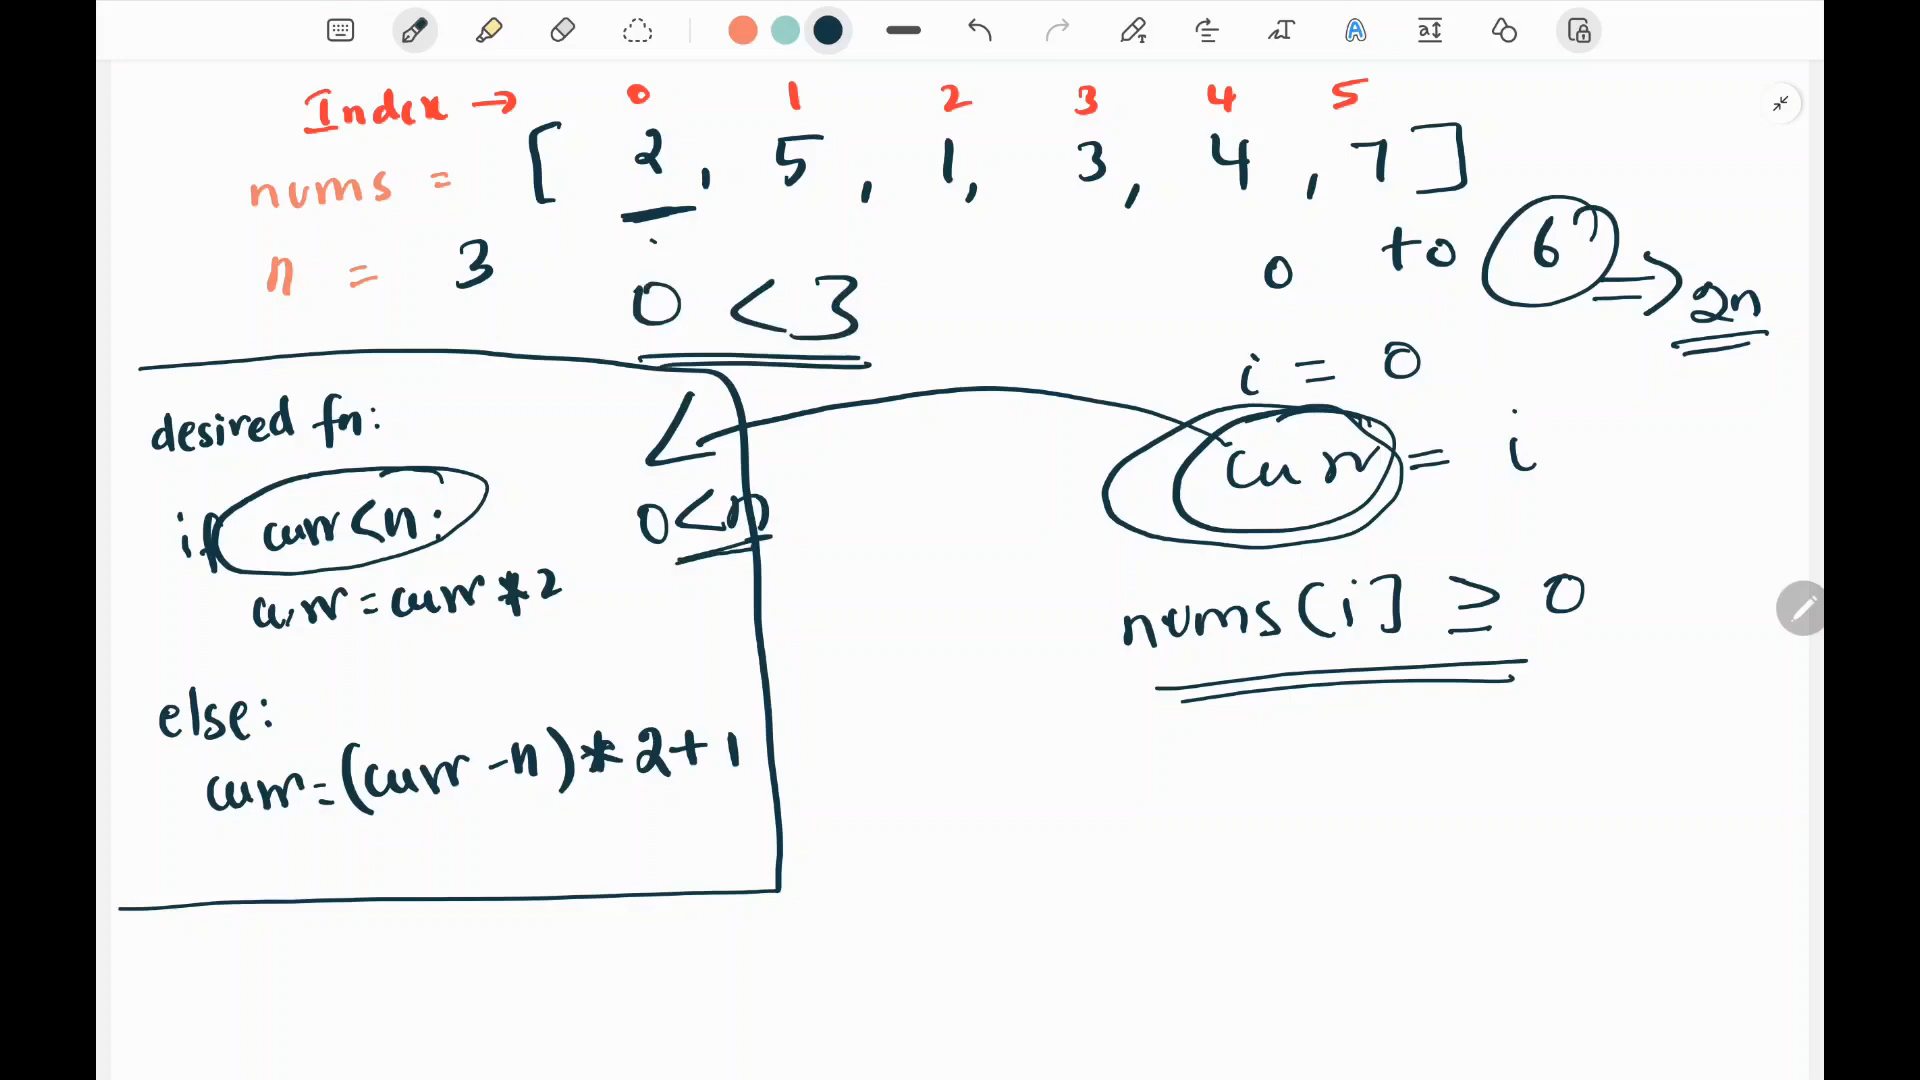 Index → 0 1 2 3 4 5
nums = [ 2 , 5 , 1 , 3 , 4 , 7 ]
n = 3
0 < 3
0 to 6 ⇒ 2n
i = 0
curr = i
nums[i] ≥ 0
desired fn:
<
if curr < n:
0 < n
curr = curr * 2
else:
curr = (curr - n) * 2 + 1